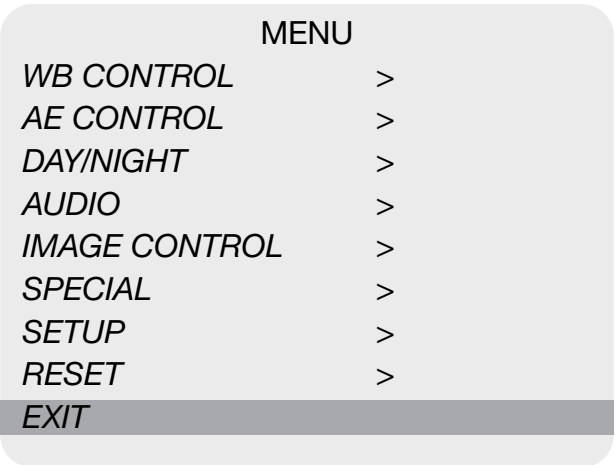 MENU
WB CONTROL >
AE CONTROL >
DAY/NIGHT >
AUDIO >
IMAGE CONTROL >
SPECIAL >
SETUP >
RESET >
EXIT